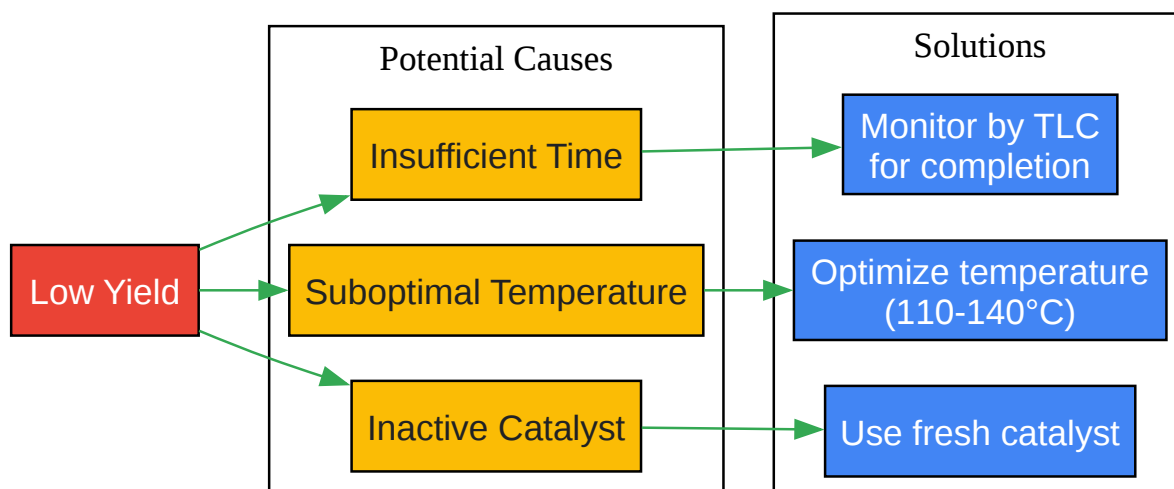 Low Yield
Potential Causes
Insufficient Time
Suboptimal Temperature
Inactive Catalyst
Solutions
Monitor by TLC
for completion
Optimize temperature
(110-140°C)
Use fresh catalyst